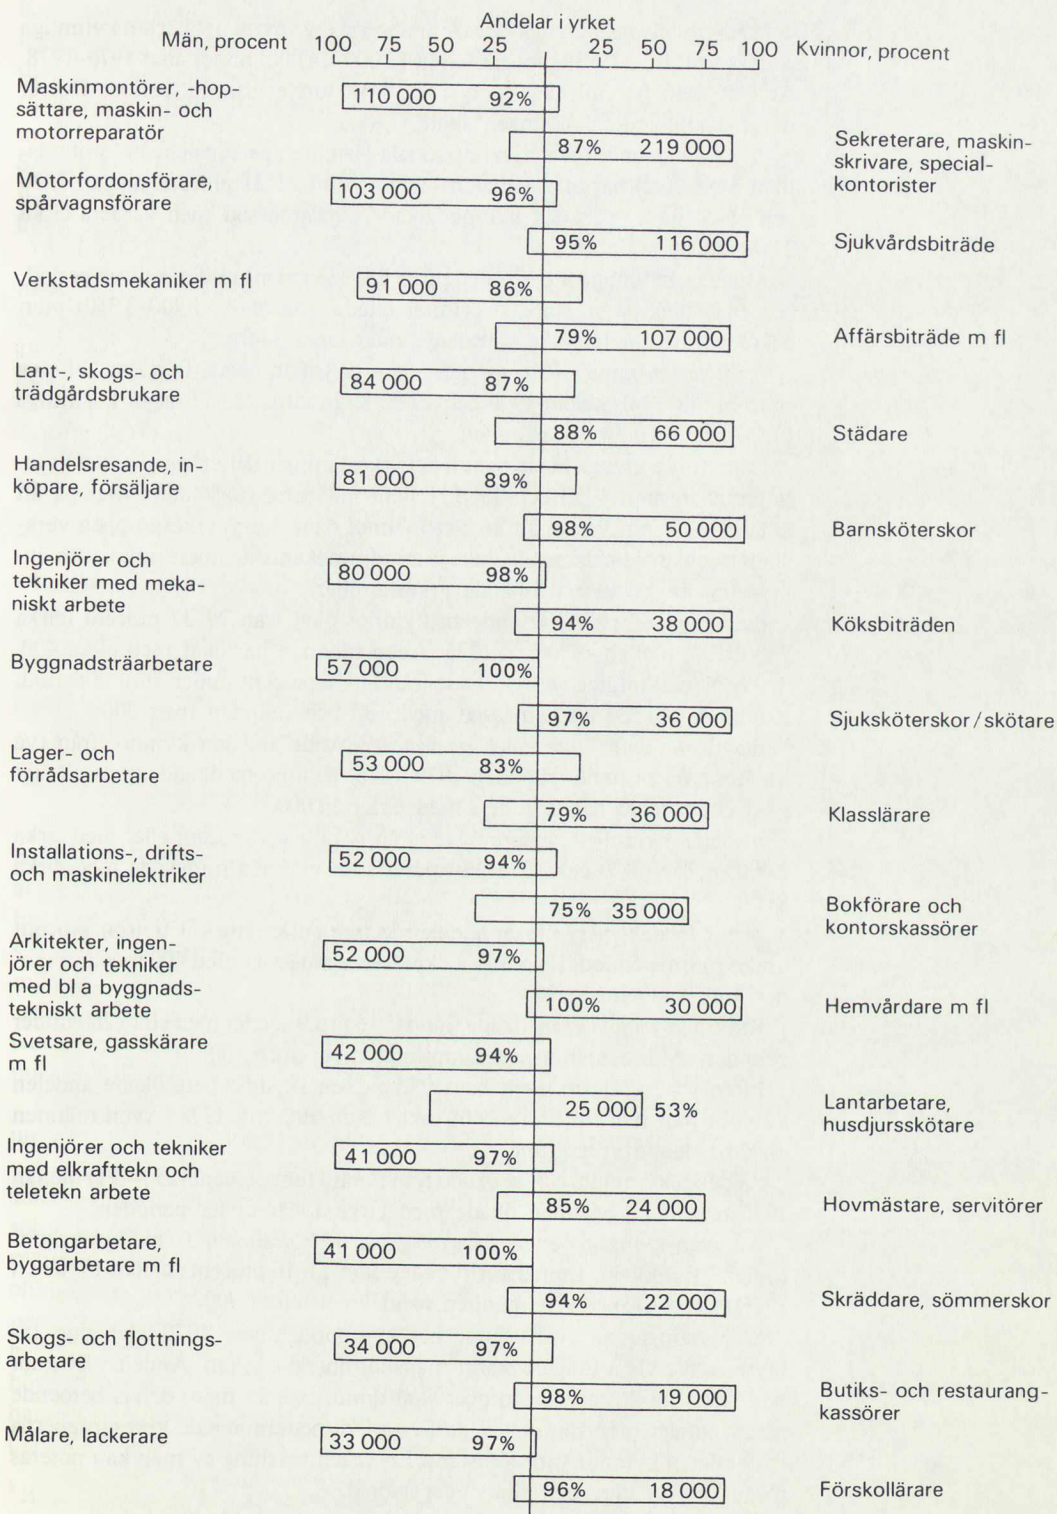 Andelar i yrket
Män, procent 100 75 50 25 25 50 75 100 Kvinnor, procent
Maskinmontörer, -hop-
sättare, maskin- och
motorreparatör
110 000 92%
87% 219 000
Sekreterare, maskin-
skrivare, special-
kontorister
Motorfordonsförare,
spårvagnsförare
103 000 96%
95% 116 000
Sjukvårdsbiträde
Verkstadsmekaniker m fl
91 000 86%
79% 107 000
Affärsbiträde m fl
Lant-, skogs- och
trädgårdsbrukare
84 000 87%
88% 66 000
Städare
Handelsresande, in-
köpare, försäljare
81 000 89%
98% 50 000
Barnsköterskor
Ingenjörer och
tekniker med meka-
niskt arbete
80 000 98%
94% 38 000
Köksbiträden
Byggnadsträarbetare
57 000 100%
97% 36 000
Sjuksköterskor/skötare
Lager- och
förrådsarbetare
53 000 83%
79% 36 000
Klasslärare
Installations-, drifts-
och maskinelektriker
52 000 94%
75% 35 000
Bokförare och
kontorskassörer
Arkitekter, ingen-
jörer och tekniker
med bl a byggnads-
tekniskt arbete
52 000 97%
100% 30 000
Hemvårdare m fl
Svetsare, gasskärare
m fl
42 000 94%
25 000 53%
Lantarbetare,
husdjursskötare
Ingenjörer och tekniker
med elkrafttekn och
teletekn arbete
41 000 97%
85% 24 000
Hovmästare, servitörer
Betongarbetare,
byggarbetare m fl
41 000 100%
94% 22 000
Skräddare, sömmerskor
Skogs- och flottnings-
arbetare
34 000 97%
98% 19 000
Butiks- och restaurang-
kassörer
Målare, lackerare
33 000 97%
96% 18 000
Förskollärare